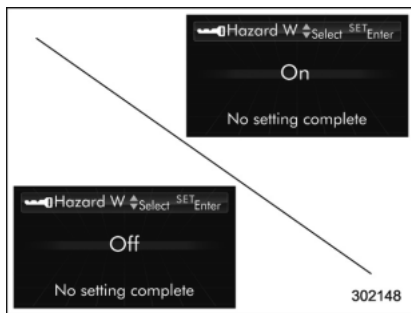 Hazard W Select SET Enter
On
No setting complete
Hazard W Select SET Enter
Off
No setting complete
302148